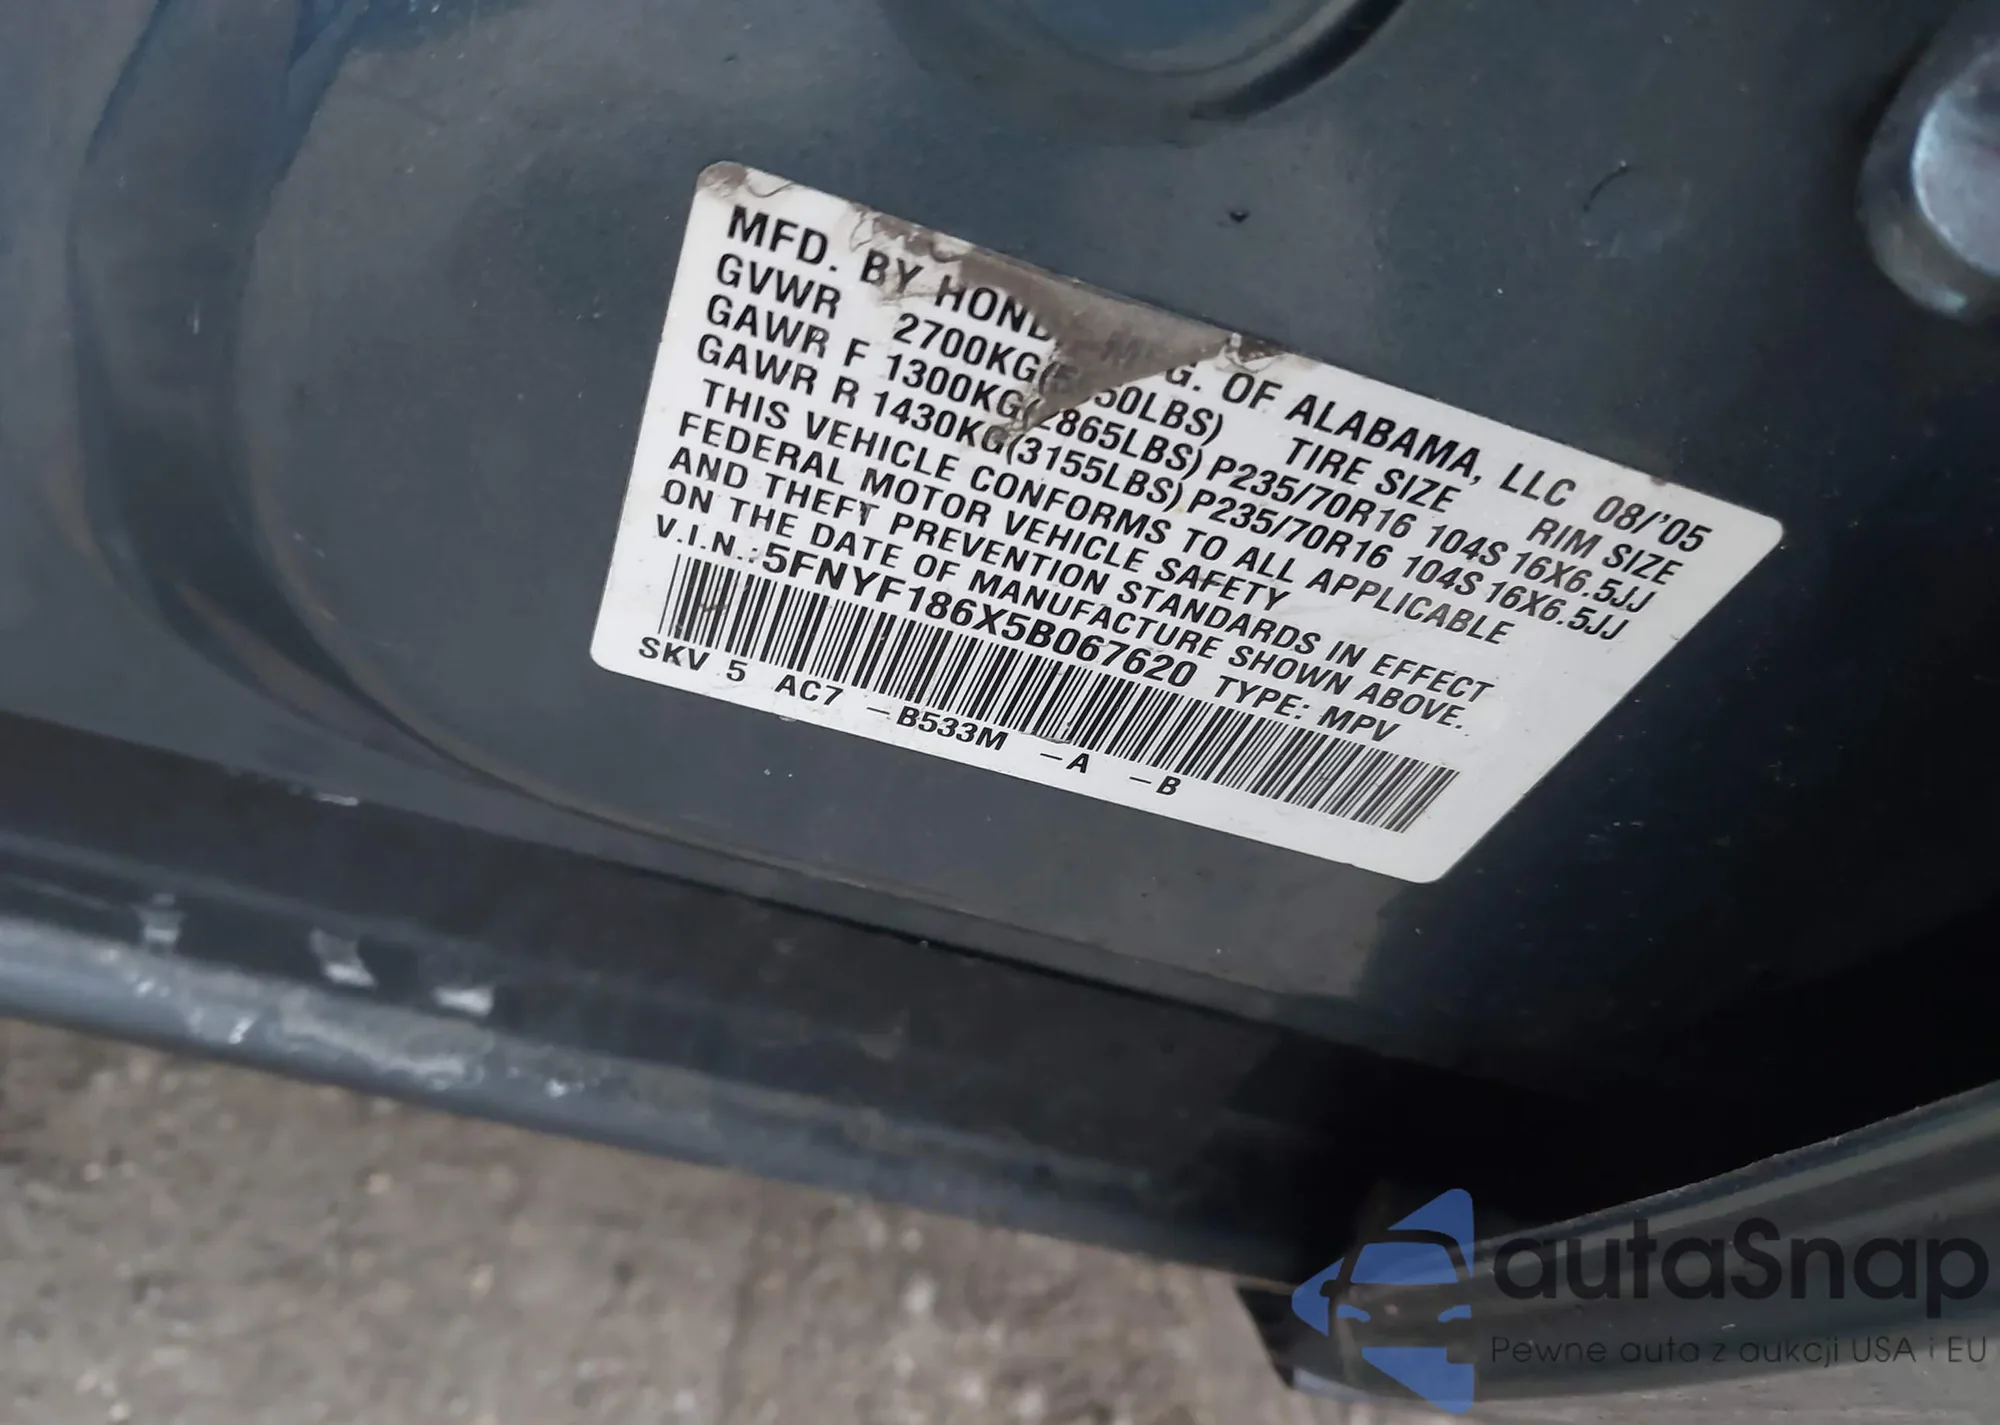 MFD. BY HOND MFG. OF ALABAMA, LLC 08/'05
GVWR 2700KG( 50LBS) TIRE SIZE RIM SIZE
GAWR F 1300KG(2865LBS) P235/70R16 104S 16X6.5JJ
GAWR R 1430KG(3155LBS) P235/70R16 104S 16X6.5JJ
THIS VEHICLE CONFORMS TO ALL APPLICABLE
FEDERAL MOTOR VEHICLE SAFETY
AND THEFT PREVENTION STANDARDS IN EFFECT
ON THE DATE OF MANUFACTURE SHOWN ABOVE.
V.I.N.:5FNYF186X5B067620 TYPE: MPV
SKV 5 AC7 -B533M -A -B
autaSnap
Pewne auta z aukcji USA i EU